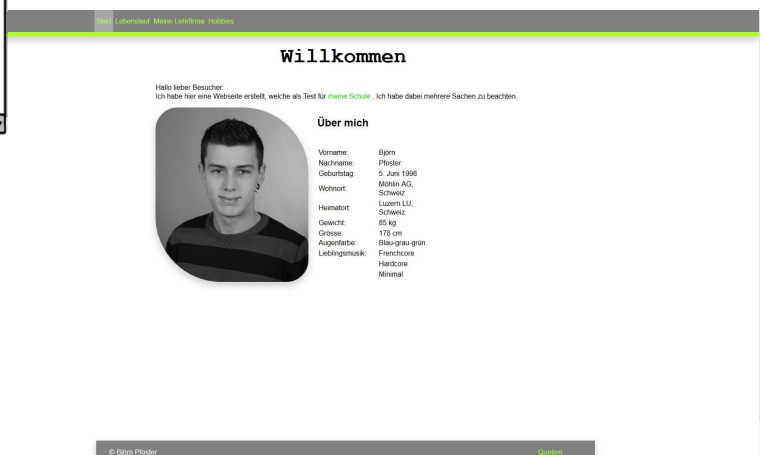 Start Lebenslauf Meine Lehrfirma Hobbies
Willkommen
Hallo lieber Besucher.
Ich habe hier eine Webseite erstellt, welche als Test für meine Schule . Ich habe dabei mehrere Sachen zu beachten.
Über mich
Vorname: Björn
Nachname: Pfoster
Geburtstag: 5. Juni 1998
Wohnort: Möhlin AG,
Schweiz
Heimatort: Luzern LU,
Schweiz
Gewicht: 85 kg
Grösse: 178 cm
Augenfarbe: Blau-grau-grün
Lieblingsmusik: Frenchcore
Hardcore
Minimal
© Björn Pfoster Quellen